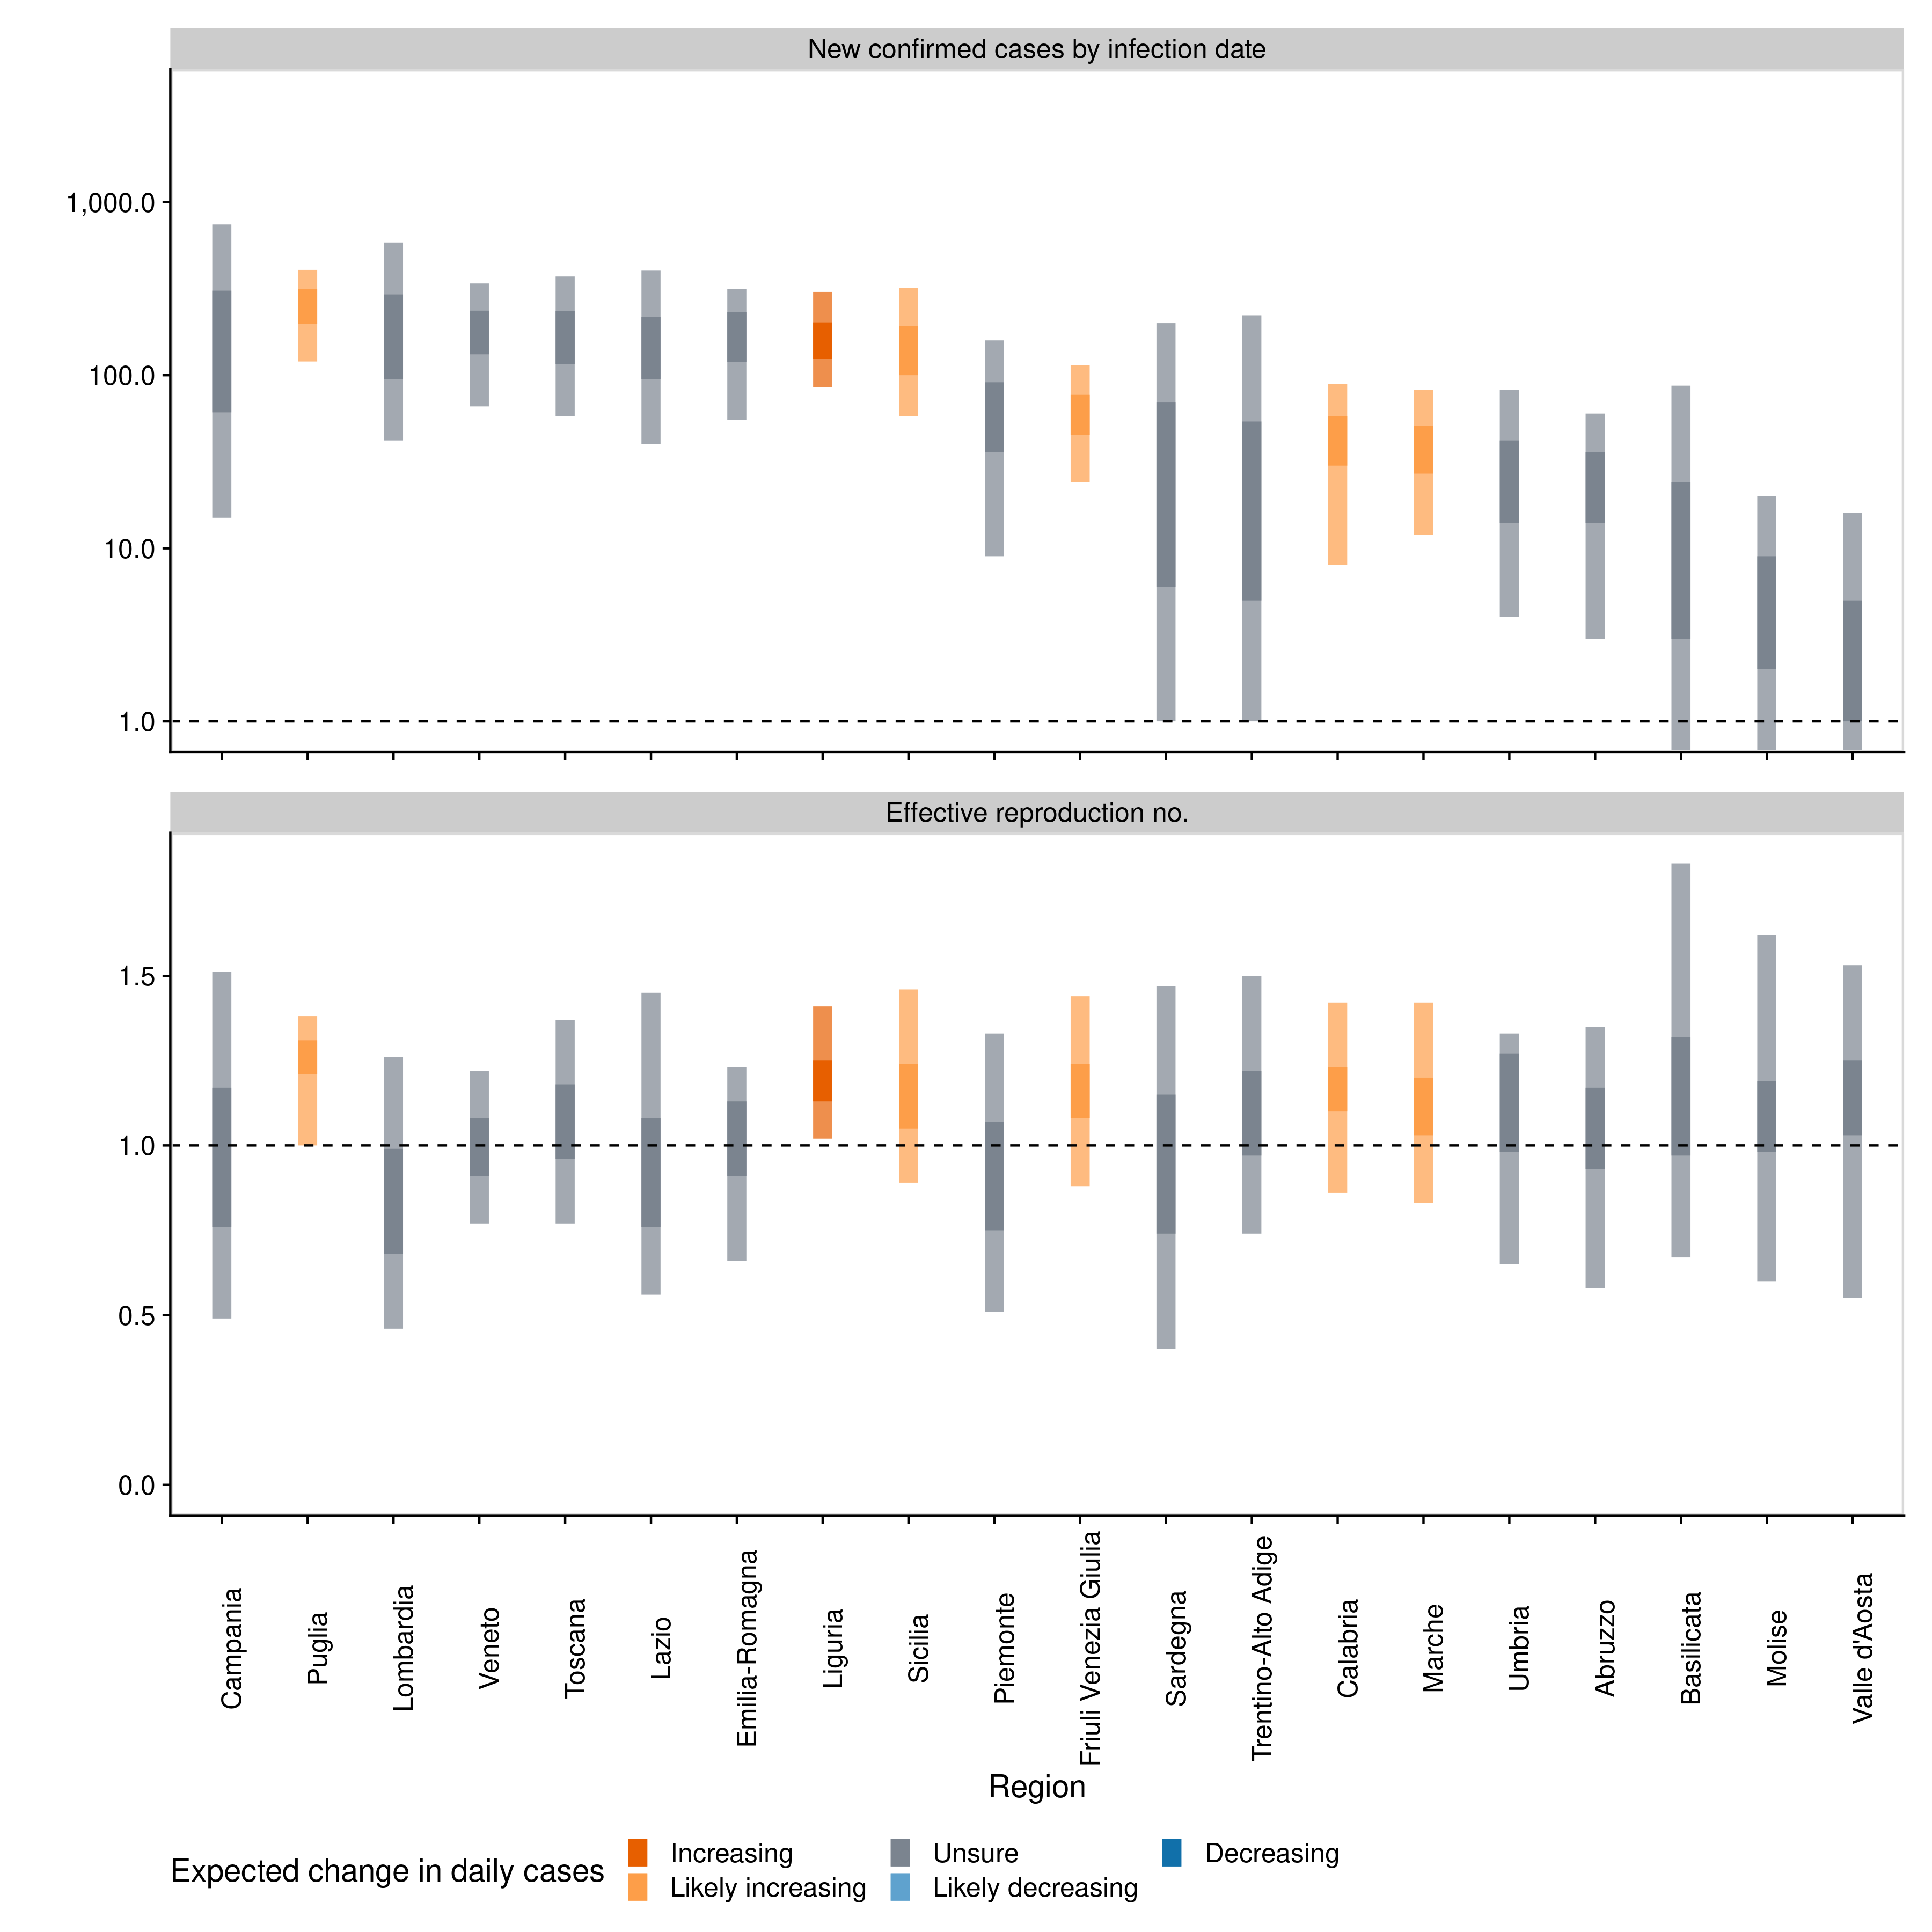 New confirmed cases by infection date
1,000.0
100.0
10.0
1.0
Effective reproduction no.
1.5
1.0
0.5
0.0
Campania
Puglia
Lombardia
Veneto
Toscana
Lazio
Emilia-Romagna
Liguria
Sicilia
Piemonte
Friuli Venezia Giulia
Sardegna
Trentino-Alto Adige
Calabria
Marche
Umbria
Abruzzo
Basilicata
Molise
Valle d'Aosta
Region
Expected change in daily cases
Increasing
Likely increasing
Unsure
Likely decreasing
Decreasing